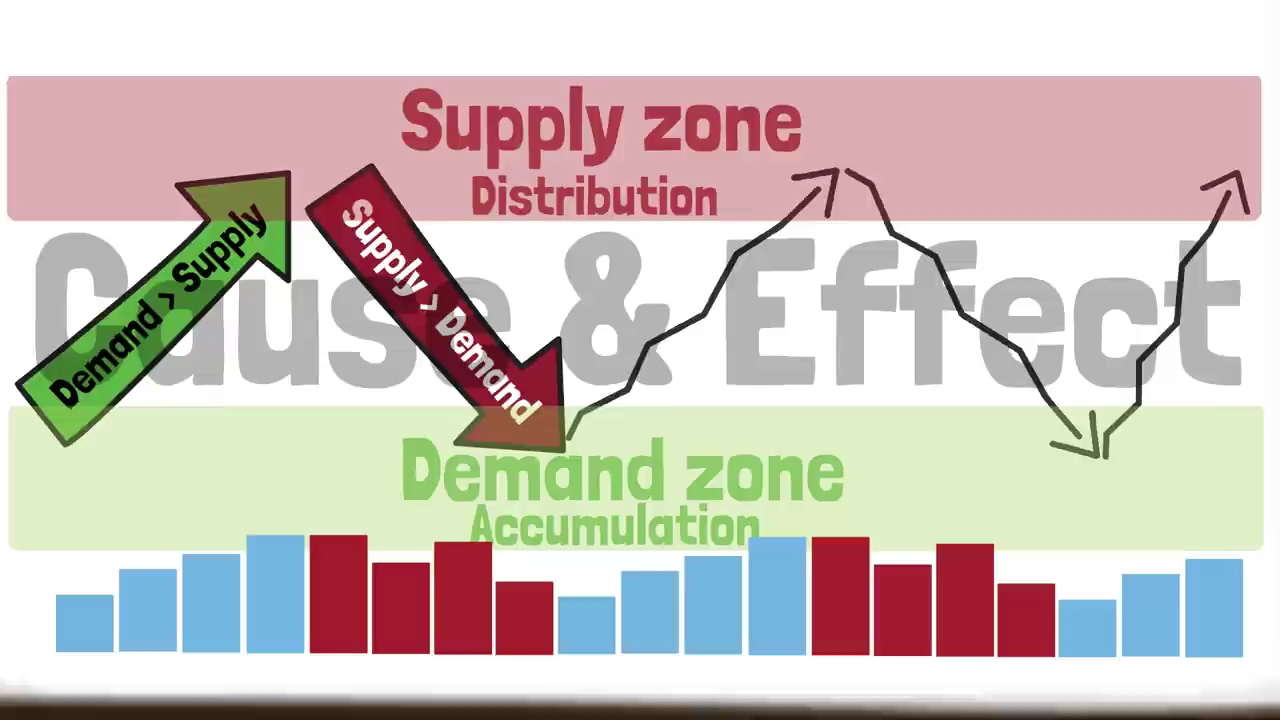 Supply zone
Distribution
Demand > Supply
Supply > Demand
Cause & Effect
Demand zone
Accumulation